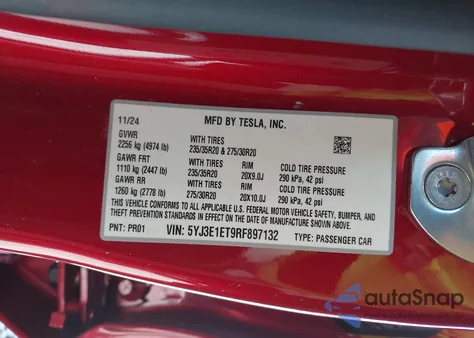 11/24 MFD BY TESLA, INC.
GVWR WITH TIRES
2256 kg (4974 lb) 235/35R20 & 275/30R20
GAWR FRT WITH TIRES RIM COLD TIRE PRESSURE
1110 kg (2447 lb) 235/35R20 20X9.0J 290 kPa, 42 psi
GAWR RR WITH TIRES RIM COLD TIRE PRESSURE
1260 kg (2778 lb) 275/30R20 20X10.0J 290 kPa, 42 psi
THIS VEHICLE CONFORMS TO ALL APPLICABLE U.S. FEDERAL MOTOR VEHICLE SAFETY, BUMPER, AND
THEFT PREVENTION STANDARDS IN EFFECT ON THE DATE OF MANUFACTURE SHOWN ABOVE.
PNT: PR01 VIN: 5YJ3E1ET9RF897132 TYPE: PASSENGER CAR
autoSnap